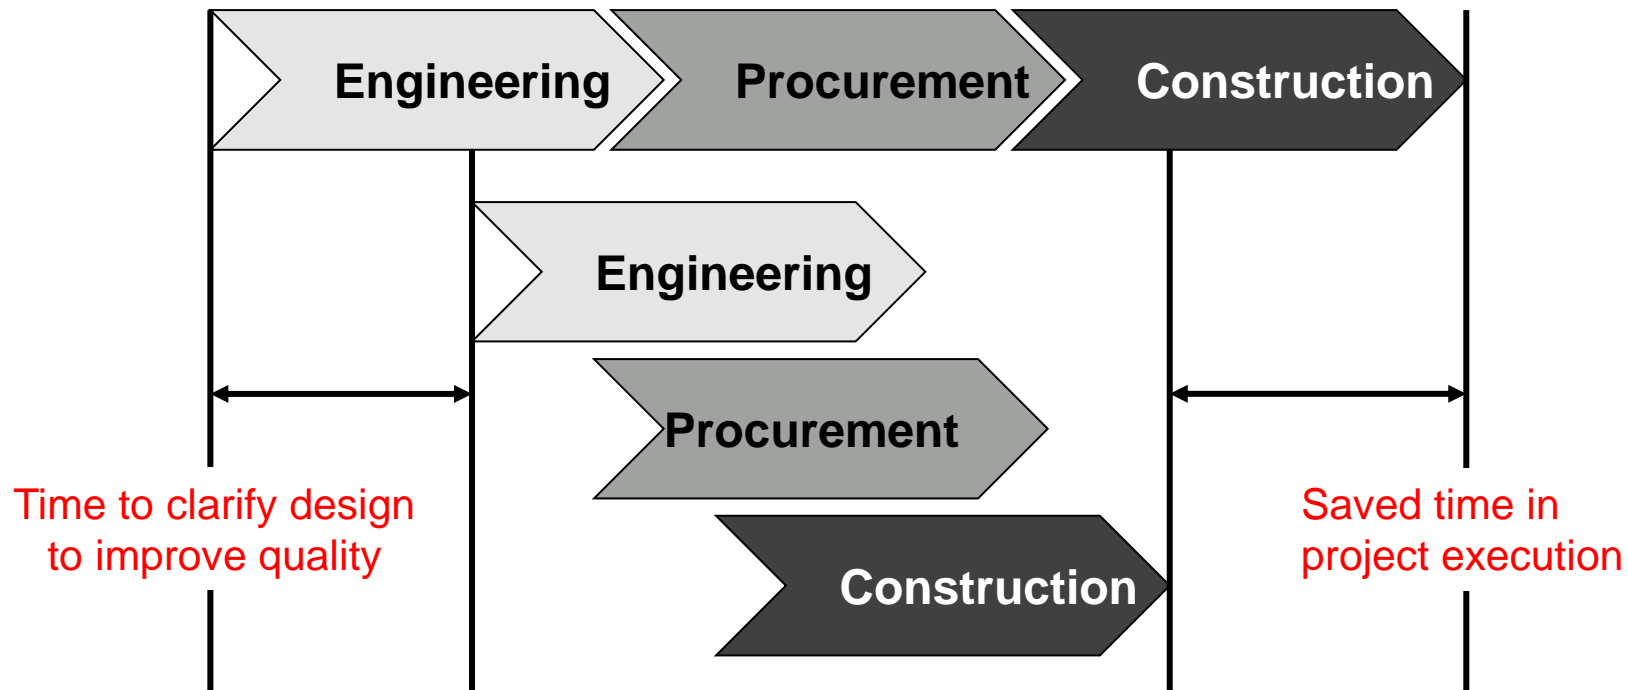 Engineering
Procurement
Construction
Engineering
Procurement
Time to clarify design
to improve quality
Saved time in
project execution
Construction